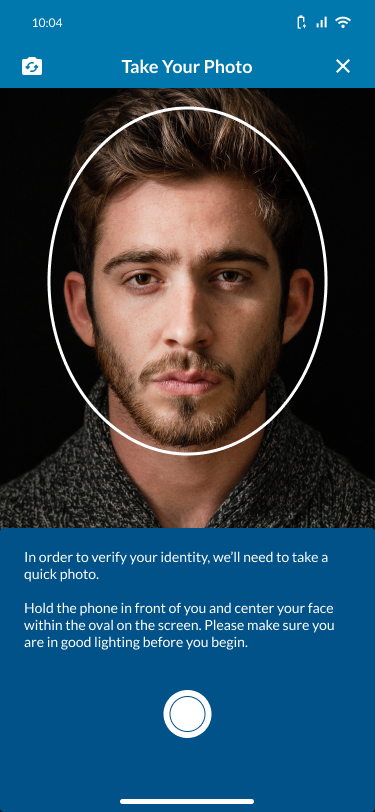 10:04
Take Your Photo
In order to verify your identity, we’ll need to take a
quick photo.
Hold the phone in front of you and center your face
within the oval on the screen. Please make sure you
are in good lighting before you begin.